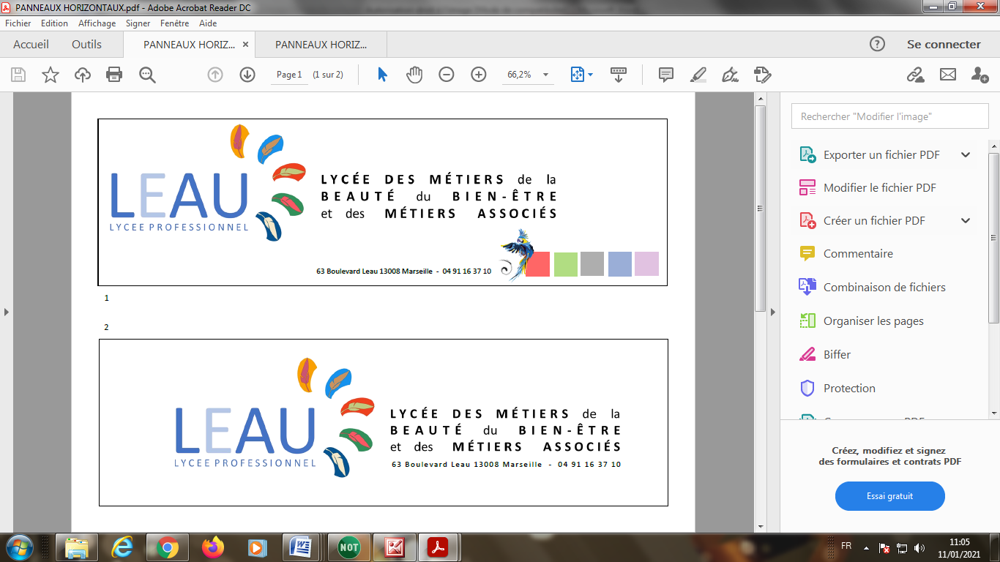 PANNEAUX HORIZONTAUX.pdf - Adobe Acrobat Reader DC
Fichier Edition Affichage Signer Fenêtre Aide
Accueil Outils PANNEAUX HORIZ... × PANNEAUX HORIZ... ? Se connecter
Page 1 (1 sur 2) 66,2%
LEAU
LYCEE PROFESSIONNEL
LYCÉE DES MÉTIERS de la
BEAUTÉ du BIEN-ÊTRE
et des MÉTIERS ASSOCIÉS
63 Boulevard Leau 13008 Marseille - 04 91 16 37 10
1
2
LEAU
LYCEE PROFESSIONNEL
LYCÉE DES MÉTIERS de la
BEAUTÉ du BIEN-ÊTRE
et des MÉTIERS ASSOCIÉS
63 Boulevard Leau 13008 Marseille - 04 91 16 37 10
Rechercher "Modifier l'image"
Exporter un fichier PDF
Modifier le fichier PDF
Créer un fichier PDF
Commentaire
Combinaison de fichiers
Organiser les pages
Biffer
Protection
Créez, modifiez et signez
des formulaires et contrats PDF
Essai gratuit
NOT
FR
11:05
11/01/2021